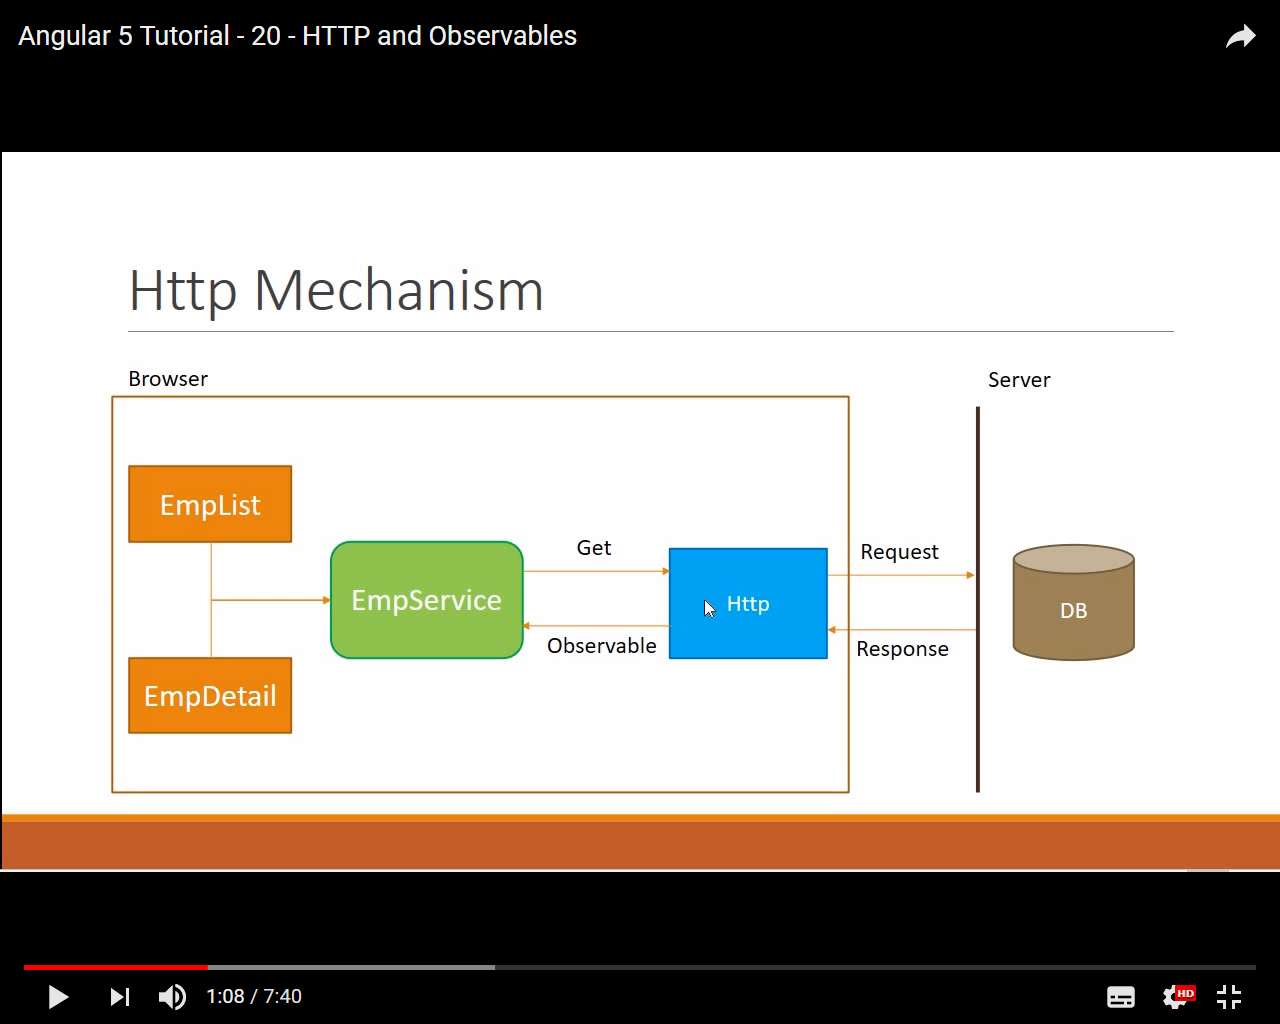 Angular 5 Tutorial - 20 - HTTP and Observables
Http Mechanism
Browser
Server
EmpList
EmpService
EmpDetail
Get
Observable
Http
Request
Response
DB
1:08 / 7:40
HD